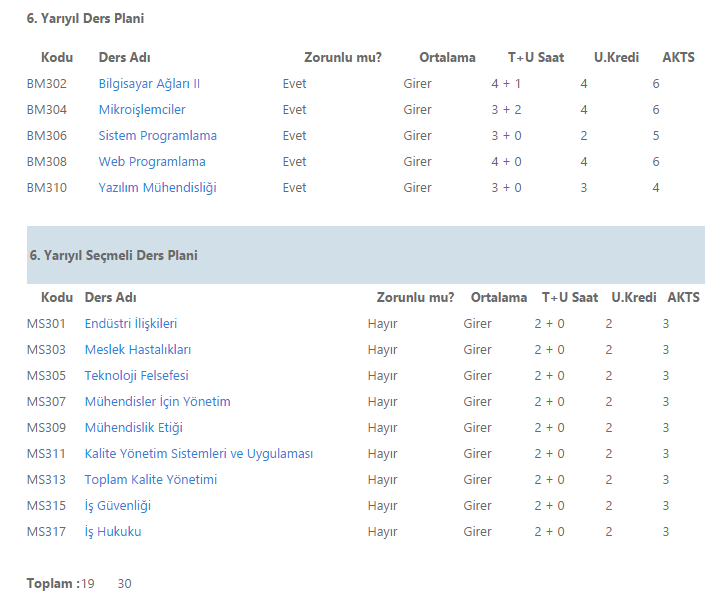 6. Yarıyıl Ders Plani
Kodu Ders Adı Zorunlu mu? Ortalama T+U Saat U.Kredi AKTS
BM302 Bilgisayar Ağları II Evet Girer 4 + 1 4 6
BM304 Mikroişlemciler Evet Girer 3 + 2 4 6
BM306 Sistem Programlama Evet Girer 3 + 0 2 5
BM308 Web Programlama Evet Girer 4 + 0 4 6
BM310 Yazılım Mühendisliği Evet Girer 3 + 0 3 4
6. Yarıyıl Seçmeli Ders Plani
Kodu Ders Adı Zorunlu mu? Ortalama T+U Saat U.Kredi AKTS
MS301 Endüstri İlişkileri Hayır Girer 2 + 0 2 3
MS303 Meslek Hastalıkları Hayır Girer 2 + 0 2 3
MS305 Teknoloji Felsefesi Hayır Girer 2 + 0 2 3
MS307 Mühendisler İçin Yönetim Hayır Girer 2 + 0 2 3
MS309 Mühendislik Etiği Hayır Girer 2 + 0 2 3
MS311 Kalite Yönetim Sistemleri ve Uygulaması Hayır Girer 2 + 0 2 3
MS313 Toplam Kalite Yönetimi Hayır Girer 2 + 0 2 3
MS315 İş Güvenliği Hayır Girer 2 + 0 2 3
MS317 İş Hukuku Hayır Girer 2 + 0 2 3
Toplam :19 30